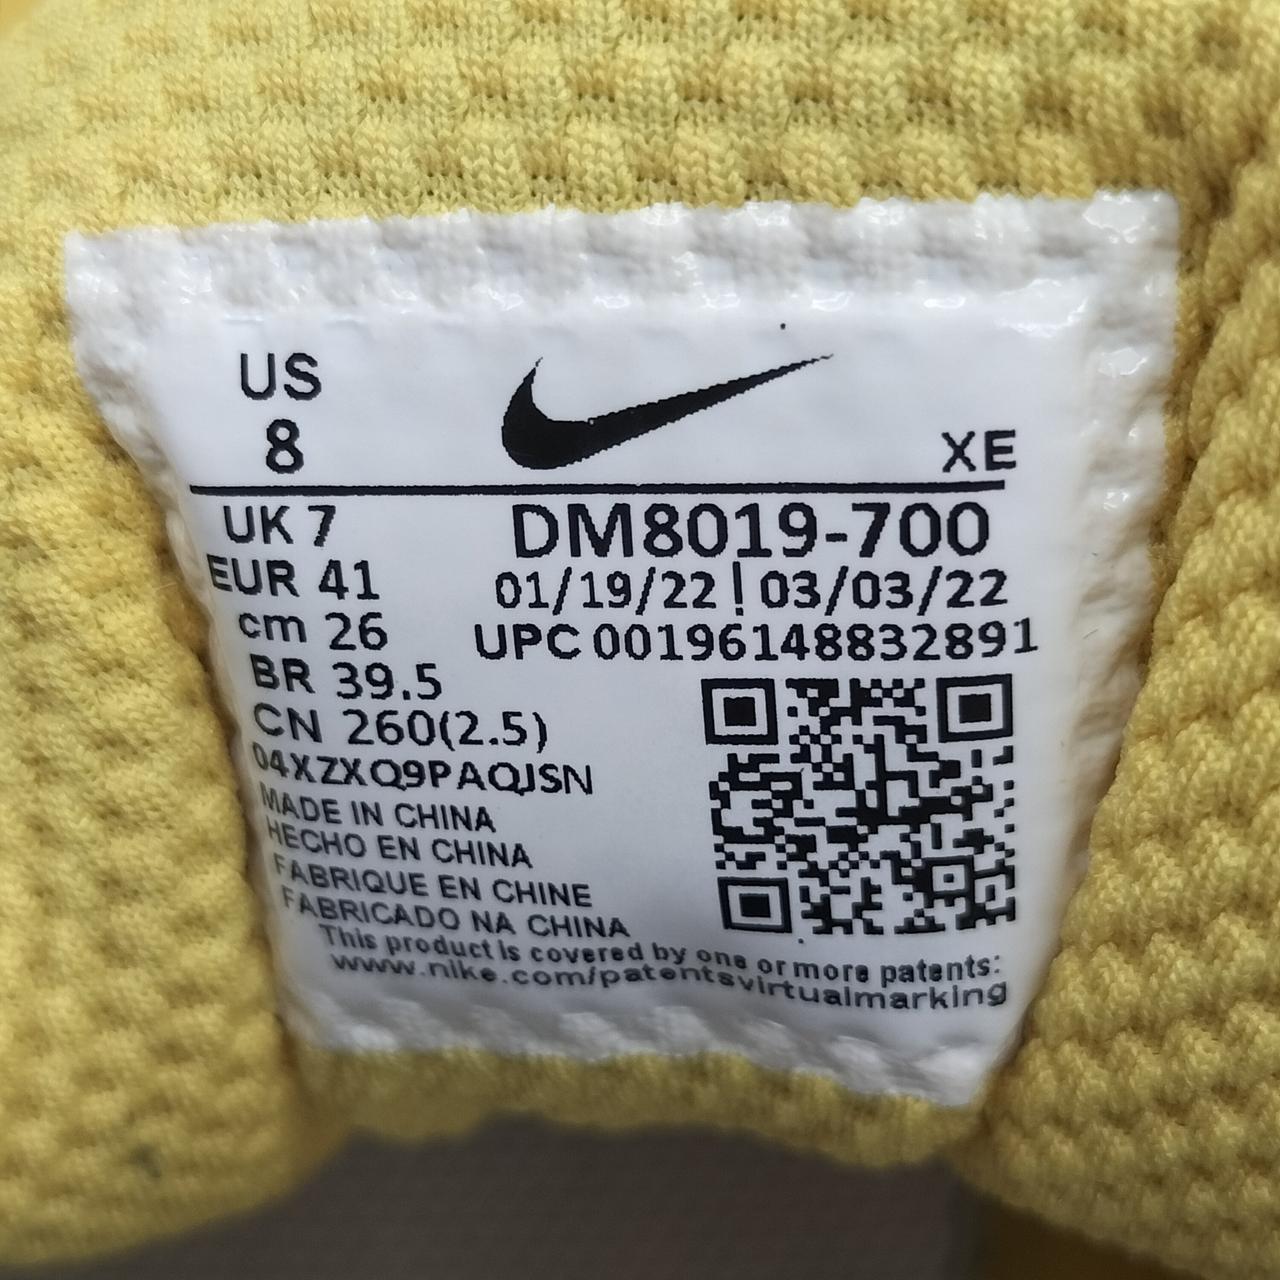 US
8
XE
UK 7
DM8019-700
EUR 41
01/19/22 | 03/03/22
cm 26
UPC 00196148832891
BR 39.5
CN 260(2.5)
04XZXQ9PAQJSN
MADE IN CHINA
HECHO EN CHINA
FABRIQUE EN CHINE
FABRICADO NA CHINA
This product is covered by one or more patents:
www.nike.com/patentsvirtualmarking